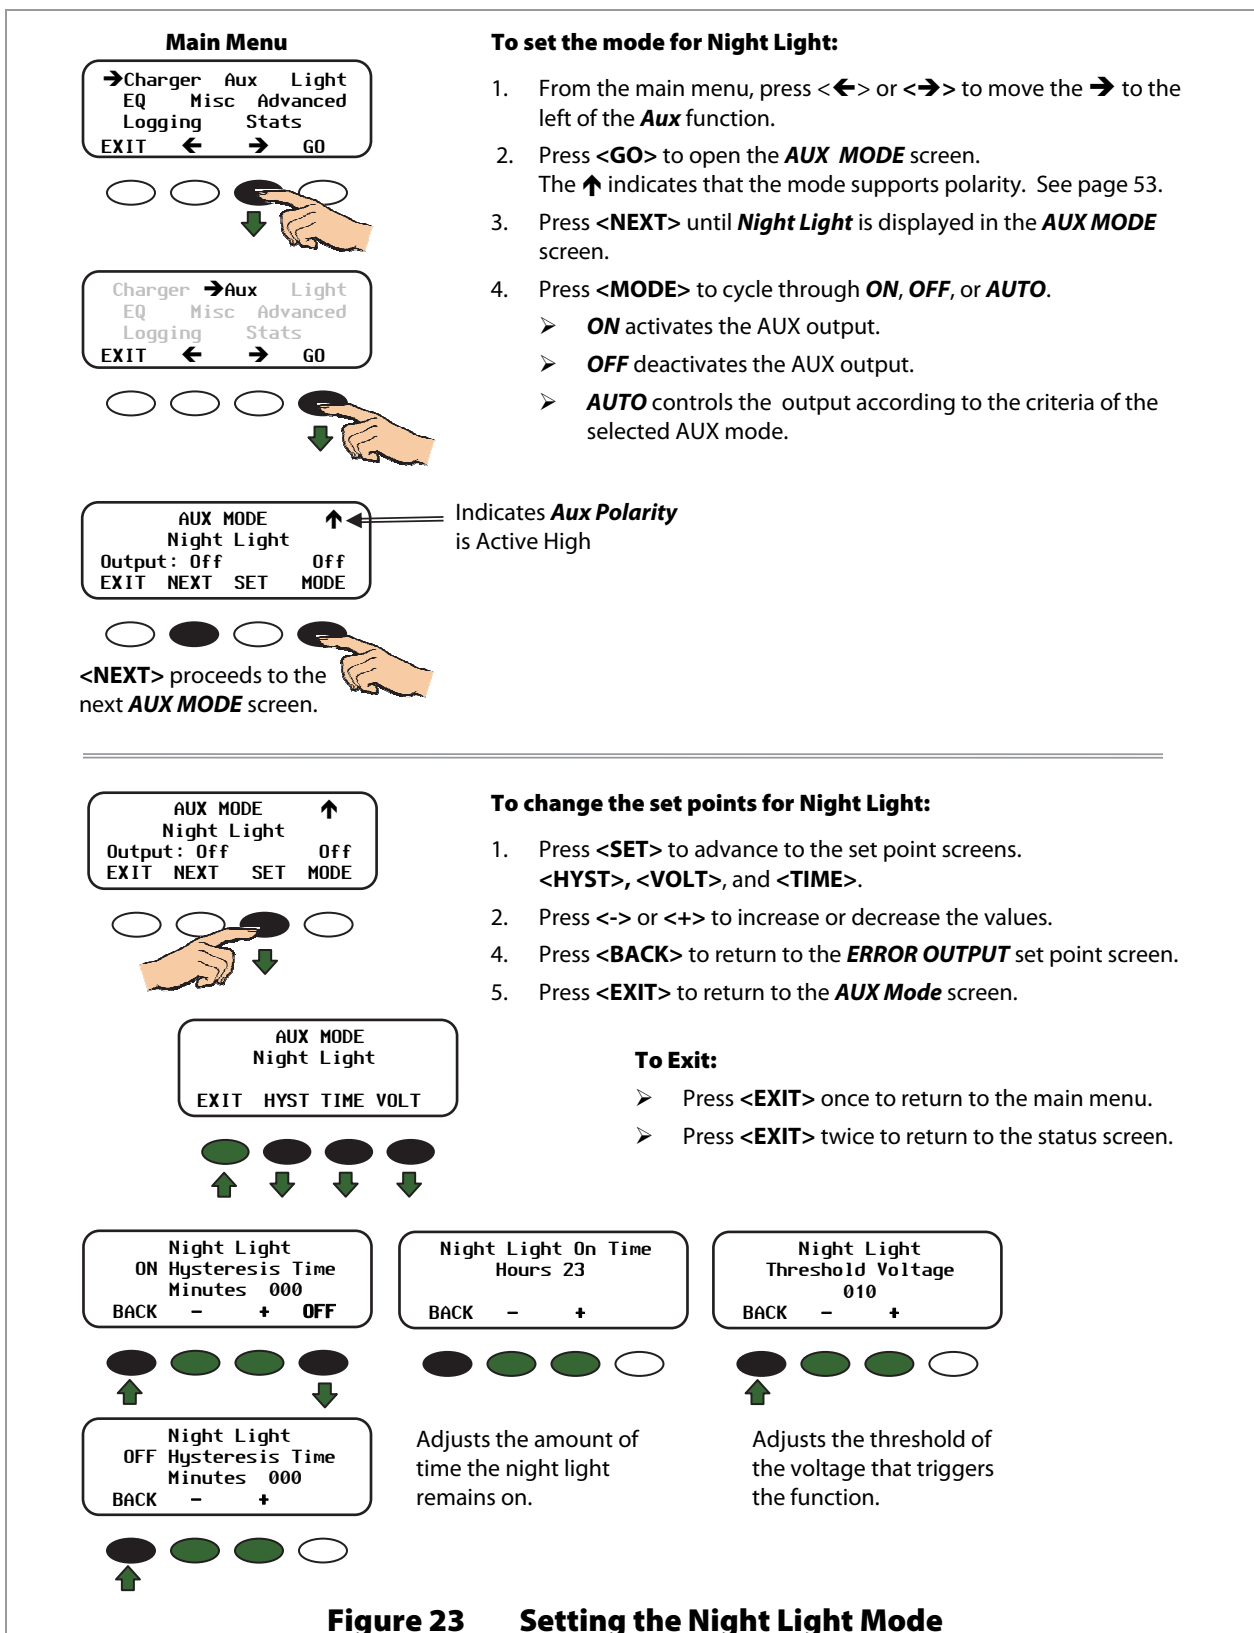 Main Menu
➔Charger Aux Light
EQ Misc Advanced
Logging Stats
EXIT ← → GO
Charger ➔Aux Light
EQ Misc Advanced
Logging Stats
EXIT ← → GO
AUX MODE ↑
Night Light
Output: Off Off
EXIT NEXT SET MODE
Indicates Aux Polarity
is Active High
<NEXT> proceeds to the
next AUX MODE screen.
To set the mode for Night Light:
1. From the main menu, press <←> or <→> to move the ➔ to the
left of the Aux function.
2. Press <GO> to open the AUX MODE screen.
The ↑ indicates that the mode supports polarity. See page 53.
3. Press <NEXT> until Night Light is displayed in the AUX MODE
screen.
4. Press <MODE> to cycle through ON, OFF, or AUTO.
➢ ON activates the AUX output.
➢ OFF deactivates the AUX output.
➢ AUTO controls the output according to the criteria of the
selected AUX mode.
AUX MODE ↑
Night Light
Output: Off Off
EXIT NEXT SET MODE
To change the set points for Night Light:
1. Press <SET> to advance to the set point screens.
<HYST>, <VOLT>, and <TIME>.
2. Press <-> or <+> to increase or decrease the values.
4. Press <BACK> to return to the ERROR OUTPUT set point screen.
5. Press <EXIT> to return to the AUX Mode screen.
AUX MODE
Night Light
EXIT HYST TIME VOLT
To Exit:
➢ Press <EXIT> once to return to the main menu.
➢ Press <EXIT> twice to return to the status screen.
Night Light
ON Hysteresis Time
Minutes 000
BACK - + OFF
Night Light On Time
Hours 23
BACK - +
Night Light
Threshold Voltage
010
BACK - +
Night Light
OFF Hysteresis Time
Minutes 000
BACK - +
Adjusts the amount of
time the night light
remains on.
Adjusts the threshold of
the voltage that triggers
the function.
Figure 23 Setting the Night Light Mode